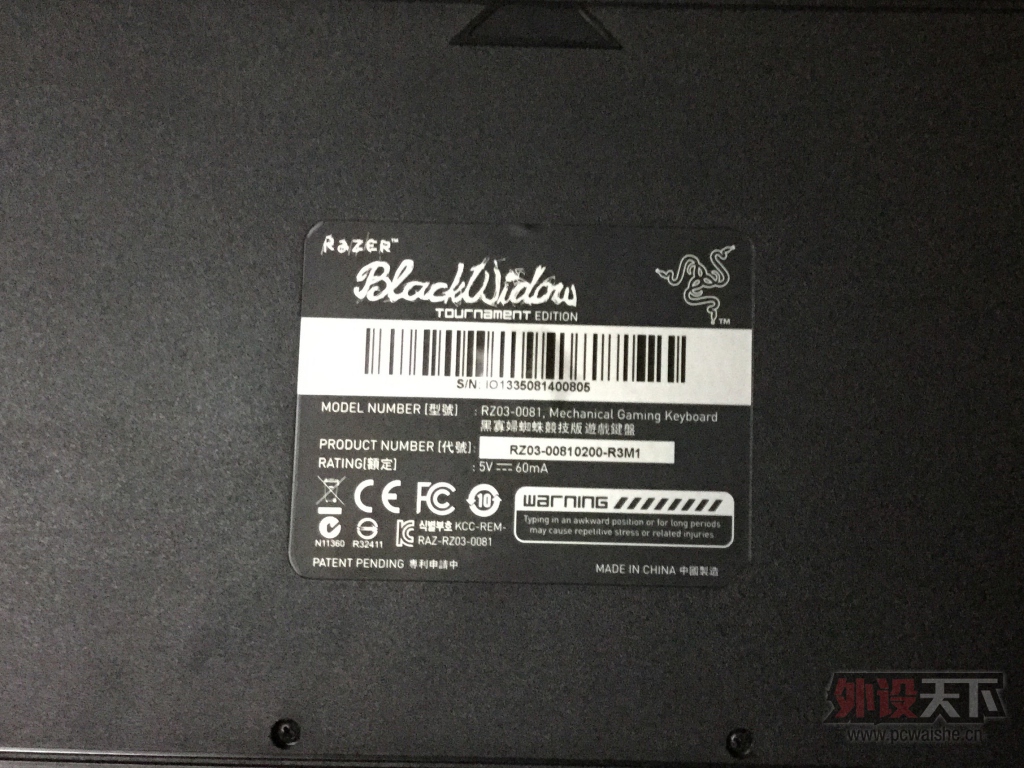 RAZER™
BlackWidow
TOURNAMENT EDITION
TM
S/N. IO1335081400805
MODEL NUMBER [型號] : RZ03-0081, Mechanical Gaming Keyboard
黑寡婦蜘蛛競技版遊戲鍵盤
PRODUCT NUMBER [代號]: RZ03-00810200-R3M1
RATING[額定] : 5V ⎓ 60mA
CE FC 10
warning
Typing in an awkward position or for long periods
may cause repetitive stress or related injuries
식별부호 KCC-REM-
RAZ-RZ03-0081
N11360 R32411
PATENT PENDING 專利申請中
MADE IN CHINA 中國製造
外设天下
www.pcwaishe.cn